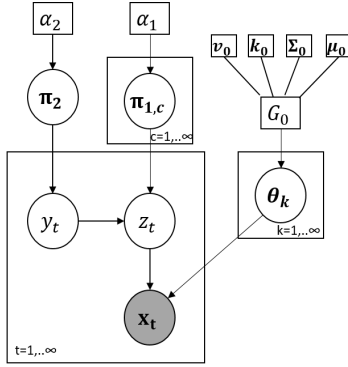 α₂ α₁
v₀ k₀ Σ₀ μ₀
π₂ π₁,c
G₀
c=1,..∞
yₜ zₜ θₖ
k=1,..∞
xₜ
t=1,..∞